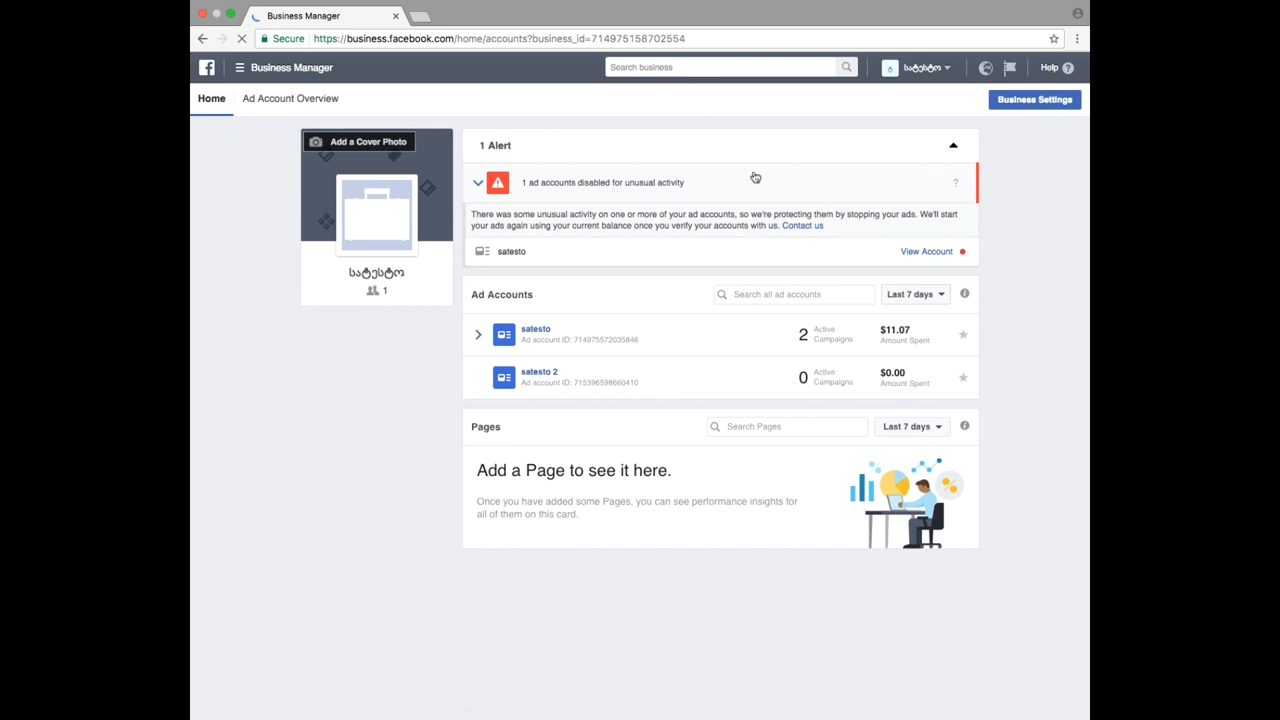 Business Manager
Secure https://business.facebook.com/home/accounts?business_id=714975158702554
Business Manager
Search business
სატესტო
Help ?
Home
Ad Account Overview
Business Settings
Add a Cover Photo
სატესტო
1
1 Alert
1 ad accounts disabled for unusual activity
?
There was some unusual activity on one or more of your ad accounts, so we're protecting them by stopping your ads. We'll start
your ads again using your current balance once you verify your accounts with us. Contact us
satesto
View Account
Ad Accounts
Search all ad accounts
Last 7 days
satesto
Ad account ID: 714975572035846
2
Active
Campaigns
$11.07
Amount Spent
satesto 2
Ad account ID: 715396598660410
0
Active
Campaigns
$0.00
Amount Spent
Pages
Search Pages
Last 7 days
Add a Page to see it here.
Once you have added some Pages, you can see performance insights for
all of them on this card.